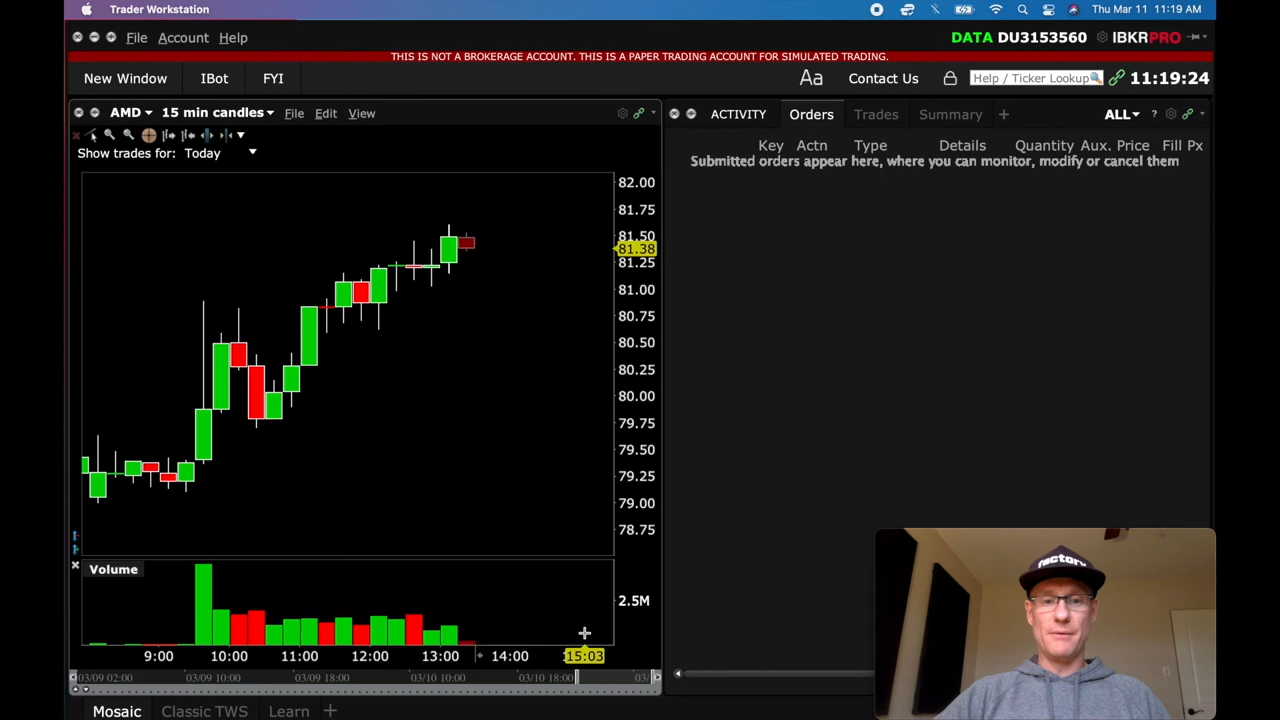 Trader Workstation
Thu Mar 11 11:19 AM
File Account Help
DATA DU3153560 IBKRPRO
THIS IS NOT A BROKERAGE ACCOUNT. THIS IS A PAPER TRADING ACCOUNT FOR SIMULATED TRADING.
New Window IBot FYI
Aa Contact Us Help / Ticker Lookup 11:19:24
AMD 15 min candles File Edit View
ACTIVITY Orders Trades Summary + ALL ?
Show trades for: Today
Key Actn Type Details Quantity Aux. Price Fill Px
Submitted orders appear here, where you can monitor, modify or cancel them
82.00
81.75
81.50
81.38
81.25
81.00
80.75
80.50
80.25
80.00
79.75
79.50
79.25
79.00
78.75
Volume
2.5M
9:00 10:00 11:00 12:00 13:00 14:00 15:03
03/09 02:00 03/09 10:00 03/09 18:00 03/10 10:00 03/10 18:00 03/
factory
Mosaic Classic TWS Learn +